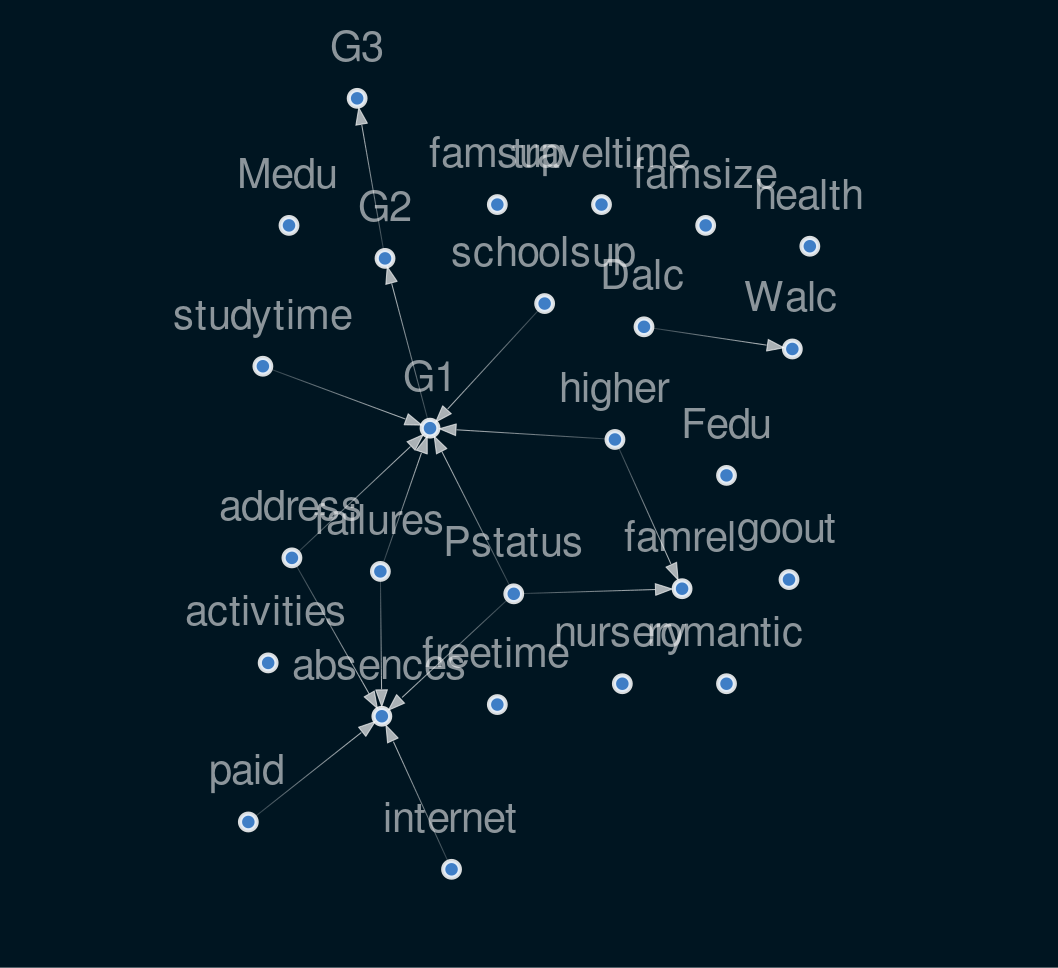 G3
famsup
traveltime
Medu
famsize
health
G2
schoolsup
Dalc
Walc
studytime
G1
higher
Fedu
address
failures
Pstatus
famrel
goout
activities
nursery
romantic
absences
freetime
paid
internet